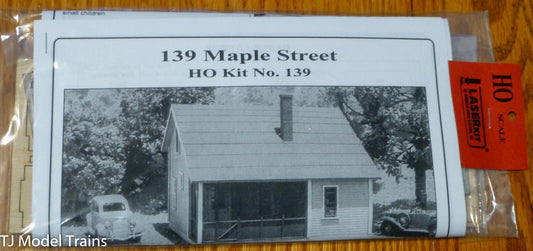 small children.
139 Maple Street
HO Kit No. 139
HO
SCALE
LASERKIT
TJ Model Trains